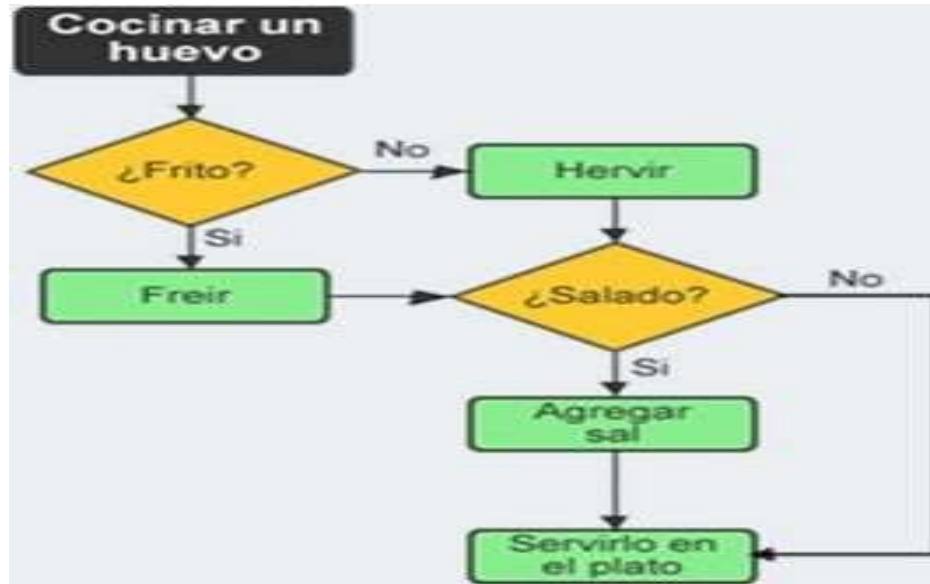 Cocinar un
huevo
¿Frito?
No
Hervir
Si
Freir
¿Salado?
No
Si
Agregar
sal
Servirlo en
el plato